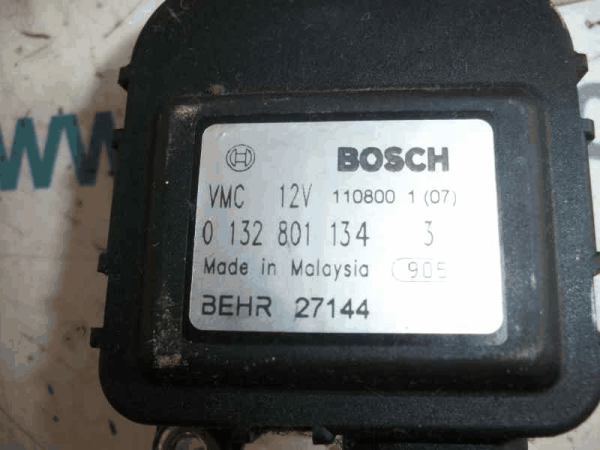 BOSCH
VMC 12V 110800 1 (07)
0 132 801 134 3
Made in Malaysia 905
BEHR 27144